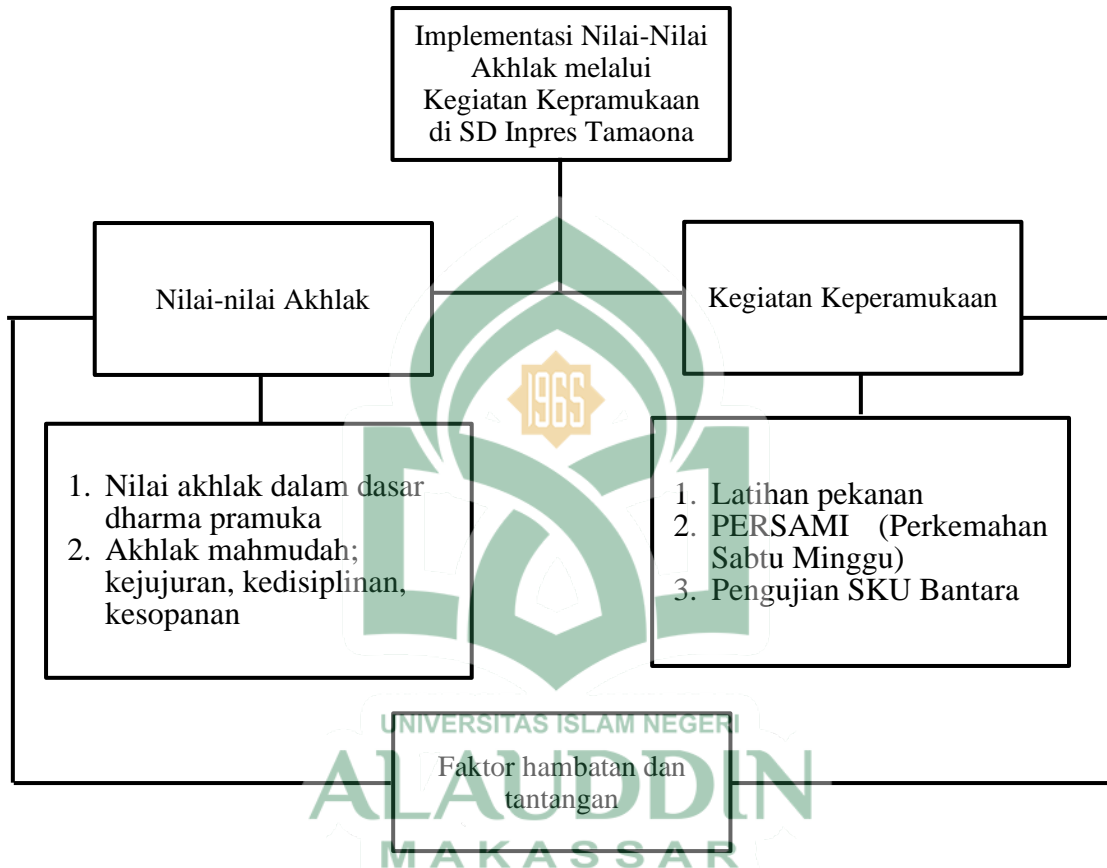 Implementasi Nilai-Nilai
Akhlak melalui
Kegiatan Kepramukaan
di SD Inpres Tamaona
Nilai-nilai Akhlak
Kegiatan Keperamukaan
1965
1. Nilai akhlak dalam dasar
dharma pramuka
2. Akhlak mahmudah;
kejujuran, kedisiplinan,
kesopanan
1. Latihan pekanan
2. PERSAMI (Perkemahan
Sabtu Minggu)
3. Pengujian SKU Bantara
UNIVERSITAS ISLAM NEGERI
ALAUDDIN
MAKASSAR
Faktor hambatan dan
tantangan